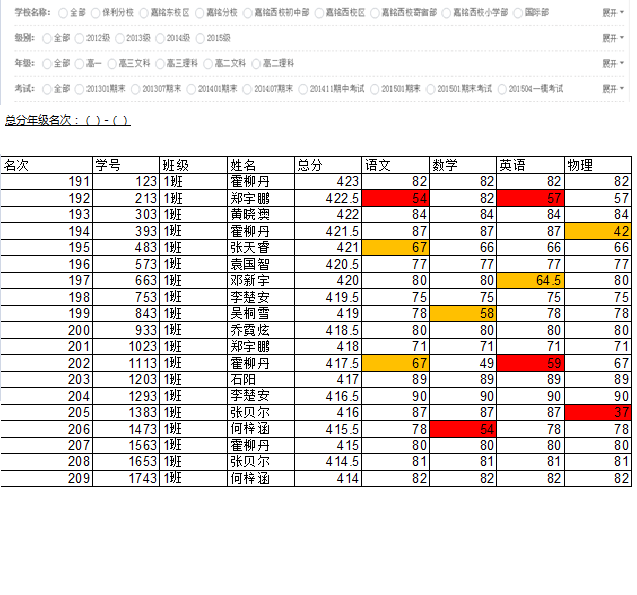 学校名称: 全部 保利分校 嘉铭东校区 嘉铭分校 嘉铭西校初中部 嘉铭西校区 嘉铭西校寄宿部 嘉铭西校小学部 国际部 展开
级别: 全部 2012级 2013级 2014级 2015级 展开
年级: 全部 高一 高三文科 高三理科 高二文科 高二理科 展开
考试: 全部 201301期末 201307期末 201401期末 201407期末 201411期中考试 201501期末 201501期末考试 201504一模考试 展开
总分年级名次：（ ）-（ ）
名次 学号 班级 姓名 总分 语文 数学 英语 物理
191 123 1班 霍柳丹 423 82 82 82 82
192 213 1班 郑宇鹏 422.5 54 82 57 57
193 303 1班 黄晓澳 422 84 84 84 84
194 393 1班 霍柳丹 421.5 87 87 87 42
195 483 1班 张天睿 421 67 66 66 66
196 573 1班 袁国智 420.5 77 77 77 77
197 663 1班 邓新宇 420 80 80 64.5 80
198 753 1班 李楚安 419.5 75 75 75 75
199 843 1班 吴桐雪 419 78 58 78 78
200 933 1班 乔霓炫 418.5 80 80 80 80
201 1023 1班 郑宇鹏 418 71 71 71 71
202 1113 1班 霍柳丹 417.5 67 49 59 67
203 1203 1班 石阳 417 89 89 89 89
204 1293 1班 李楚安 416.5 90 90 90 90
205 1383 1班 张贝尔 416 87 87 87 37
206 1473 1班 何梓涵 415.5 78 54 78 78
207 1563 1班 霍柳丹 415 80 80 80 80
208 1653 1班 张贝尔 414.5 81 81 81 81
209 1743 1班 何梓涵 414 82 82 82 82